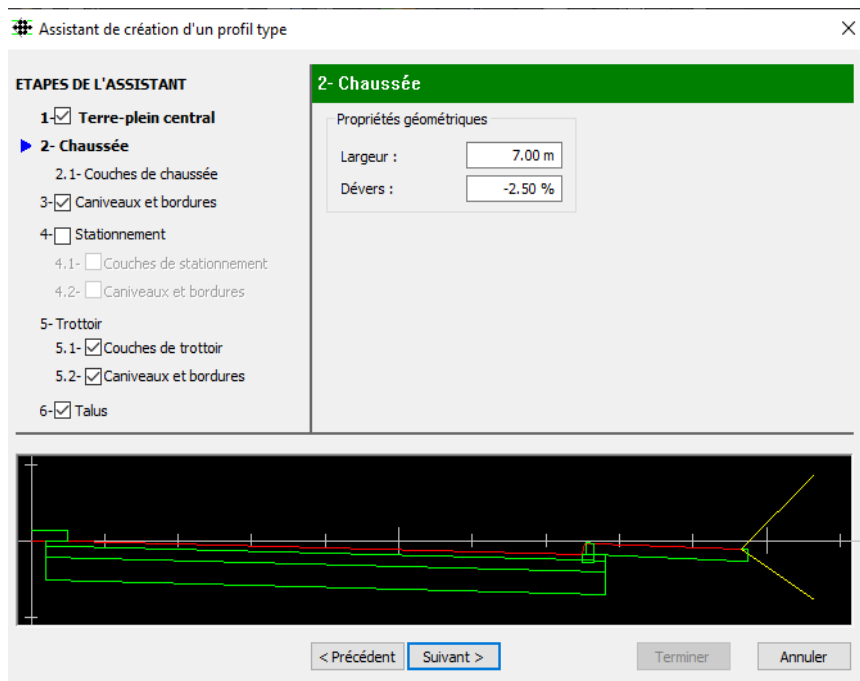 Assistant de création d'un profil type
ETAPES DE L'ASSISTANT
1- Terre-plein central
2- Chaussée
2.1- Couches de chaussée
3- Caniveaux et bordures
4- Stationnement
4.1- Couches de stationnement
4.2- Caniveaux et bordures
5- Trottoir
5.1- Couches de trottoir
5.2- Caniveaux et bordures
6- Talus
2- Chaussée
Propriétés géométriques
Largeur : 7.00 m
Dévers : -2.50 %
< Précédent Suivant > Terminer Annuler